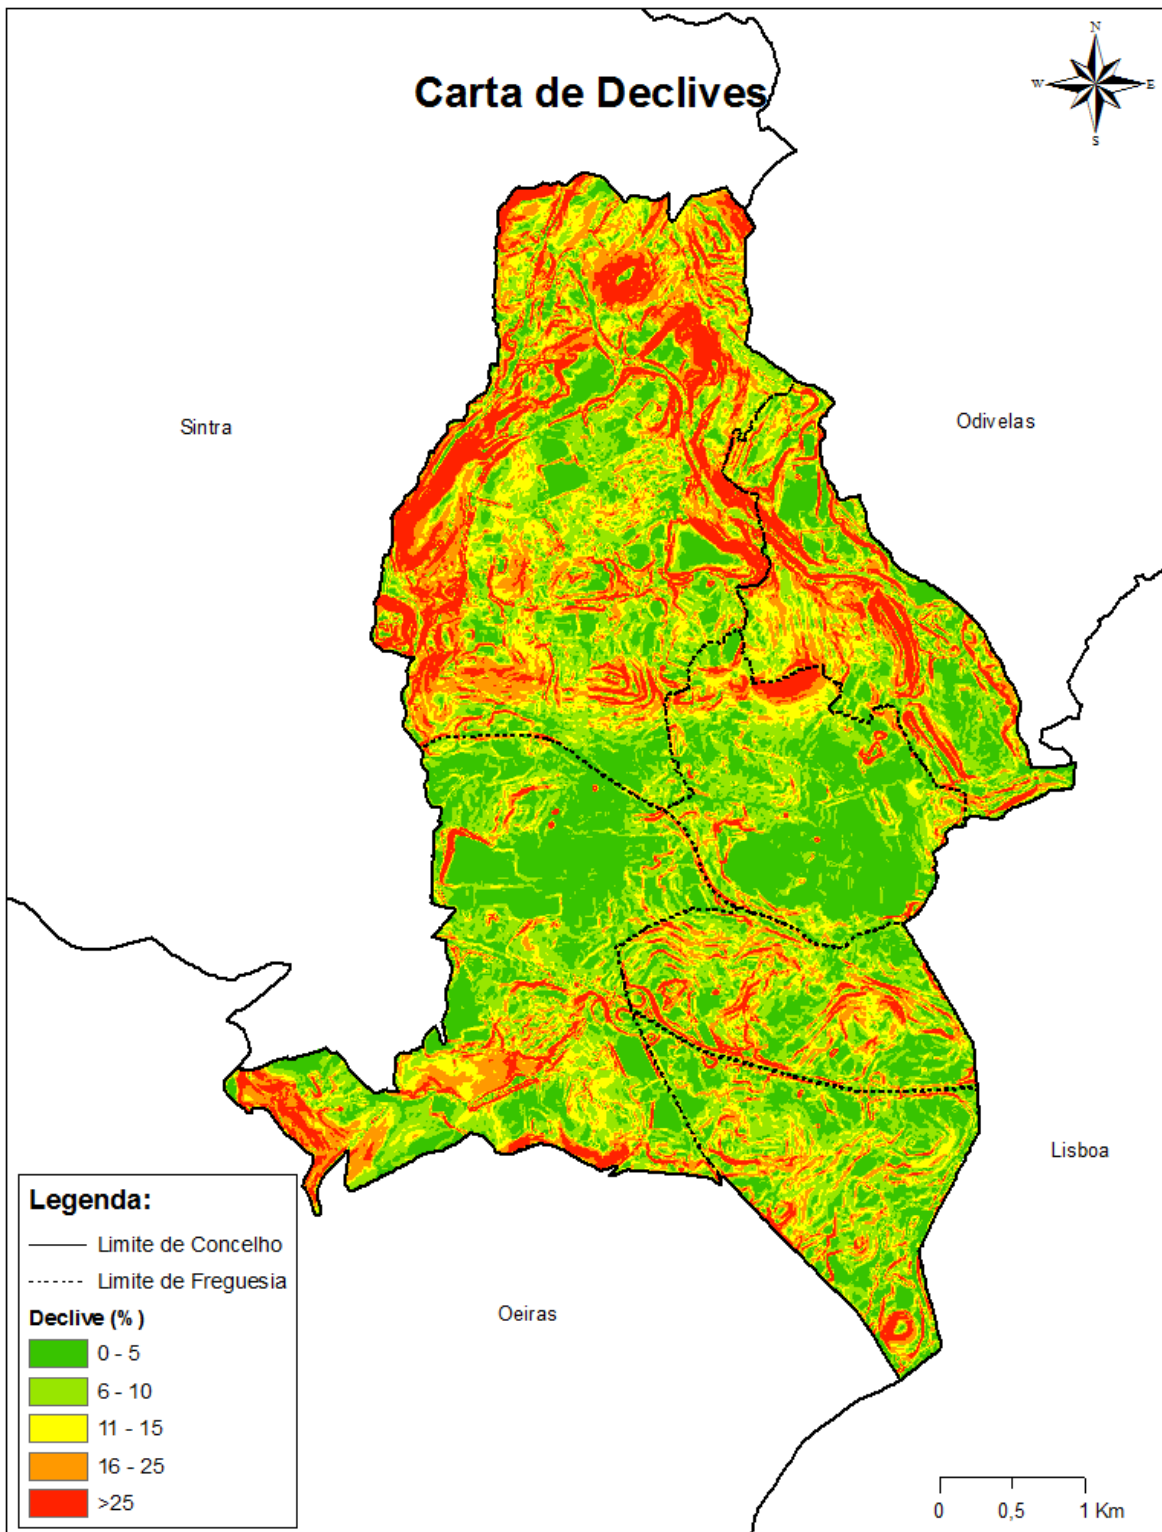 Carta de Declives
N
W
E
S
Sintra
Odivelas
Lisboa
Oeiras
Legenda:
Limite de Concelho
Limite de Freguesia
Declive (%)
0 - 5
6 - 10
11 - 15
16 - 25
>25
0 0,5 1 Km